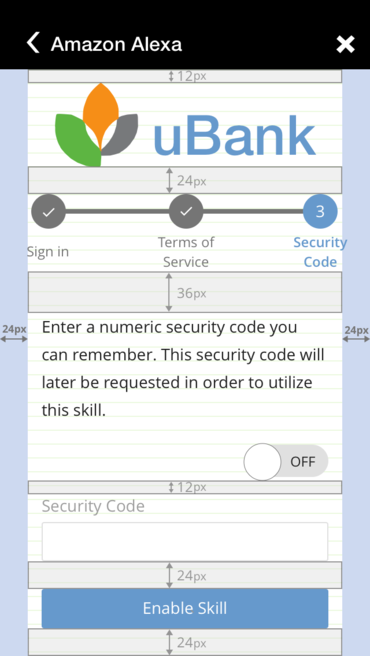 Amazon Alexa
12px
uBank
24px
3
Sign in
Terms of
Service
Security
Code
36px
24px
24px
Enter a numeric security code you
can remember. This security code will
later be requested in order to utilize
this skill.
OFF
12px
Security Code
24px
Enable Skill
24px